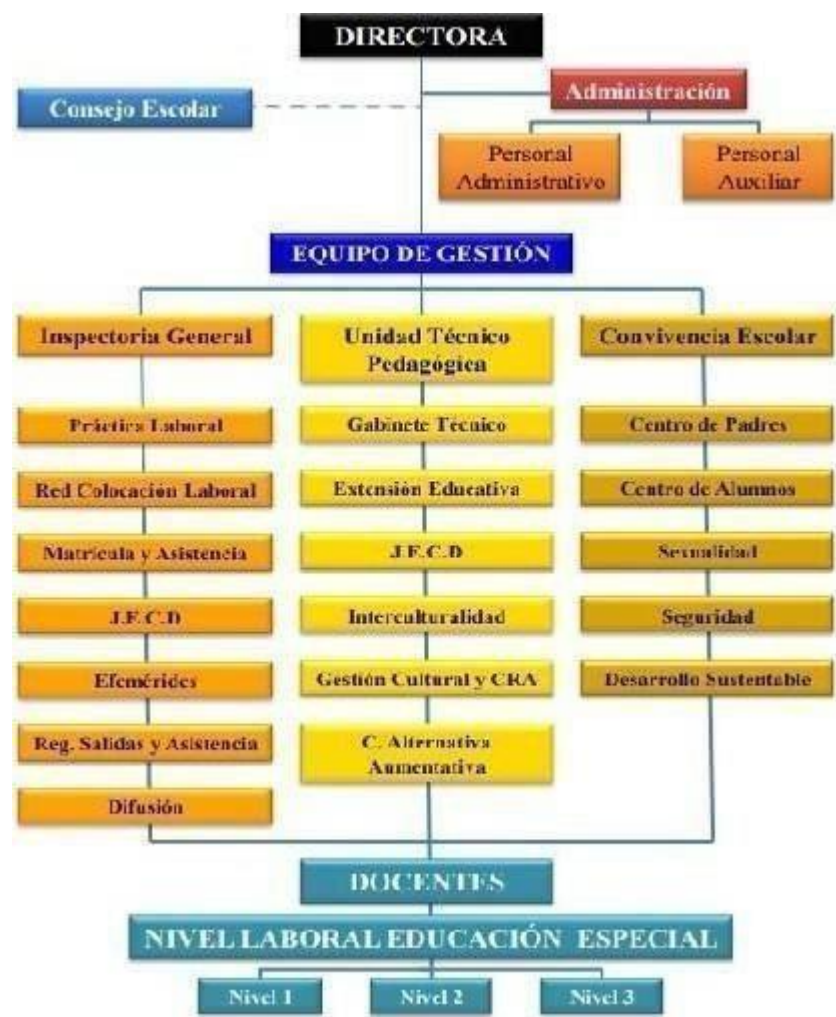 DIRECTORA
Consejo Escolar
Administración
Personal
Administrativo
Personal
Auxiliar
EQUIPO DE GESTIÓN
Inspectoria General
Práctica Laboral
Red Colocación Laboral
Matrícula y Asistencia
J.E.C.D
Efemérides
Reg. Salidas y Asistencia
Difusión
Unidad Técnico
Pedagógica
Gabinete Técnico
Extensión Educativa
J.E.C.D
Interculturalidad
Gestión Cultural y CRA
C. Alternativa
Aumentativa
Convivencia Escolar
Centro de Padres
Centro de Alumnos
Sexualidad
Seguridad
Desarrollo Sustentable
DOCENTES
NIVEL LABORAL EDUCACIÓN ESPECIAL
Nivel 1
Nivel 2
Nivel 3